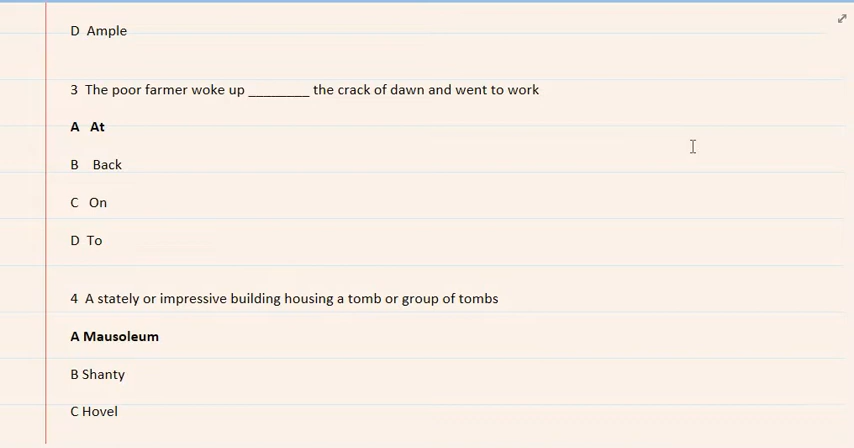 D Ample
3 The poor farmer woke up ________ the crack of dawn and went to work
A At
B Back
C On
D To
4 A stately or impressive building housing a tomb or group of tombs
A Mausoleum
B Shanty
C Hovel